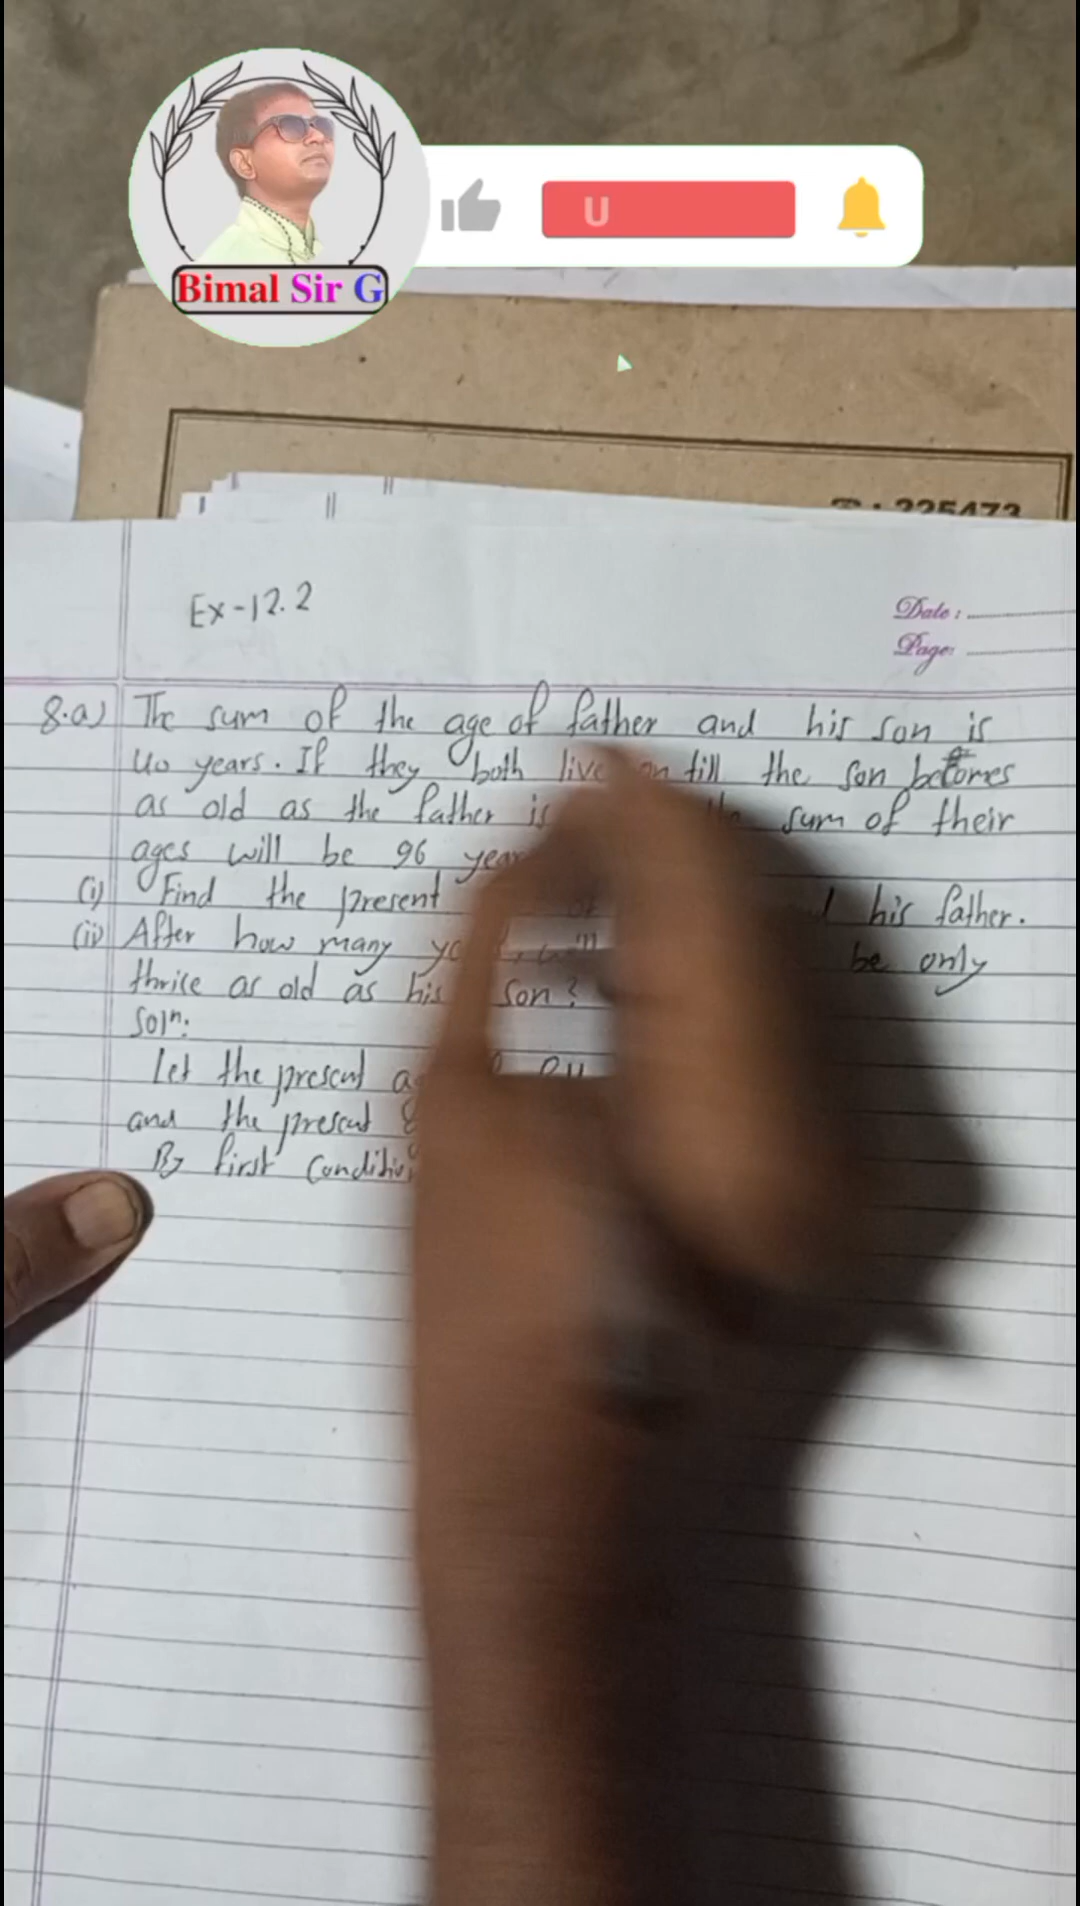 U
Bimal Sir G
☎ : 225473
Ex-12.2
Date :
Page:
8.a) The sum of the age of father and his son is
40 years. If they both live on till the son becomes
as old as the father is the sum of their
ages will be 96 years
(i) Find the present his father.
(ii) After how many be only
thrice as old as his son?
Soln:
Let the present
and the present
By first condition